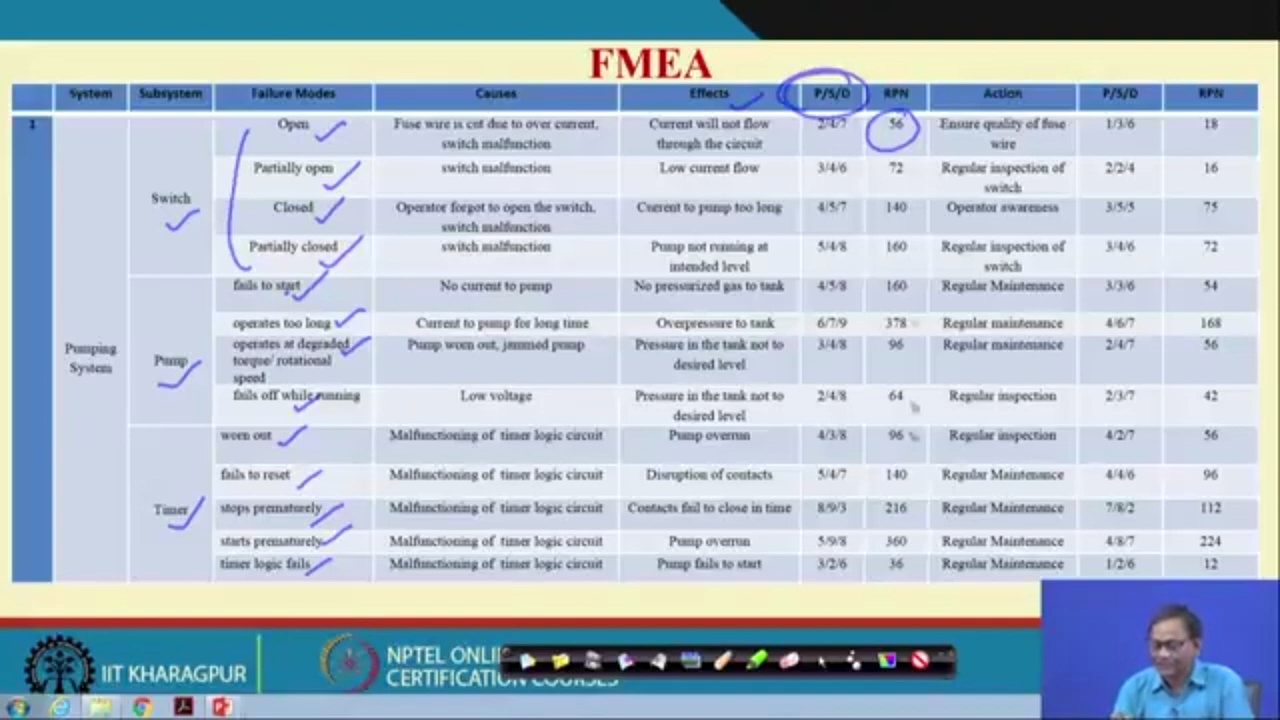 FMEA
System Subsystem Failure Modes Causes Effects P/S/D RPN Action P/S/D RPN
1 Pumping System
Switch
Open Fuse wire is cut due to over current, switch malfunction Current will not flow through the circuit 2/4/7 56 Ensure quality of fuse wire 1/3/6 18
Partially open switch malfunction Low current flow 3/4/6 72 Regular inspection of switch 2/2/4 16
Closed Operator forgot to open the switch, switch malfunction Current to pump too long 4/5/7 140 Operator awareness 3/5/5 75
Partially closed switch malfunction Pump not running at intended level 5/4/8 160 Regular inspection of switch 3/4/6 72
Pump
fails to start No current to pump No pressurized gas to tank 4/5/8 160 Regular Maintenance 3/3/6 54
operates too long Current to pump for long time Overpressure to tank 6/7/9 378 Regular maintenance 4/6/7 168
operates at degraded torque/ rotational speed Pump worn out, jammed pump Pressure in the tank not to desired level 3/4/8 96 Regular maintenance 2/4/7 56
fails off while running Low voltage Pressure in the tank not to desired level 2/4/8 64 Regular inspection 2/3/7 42
Timer
worn out Malfunctioning of timer logic circuit Pump overrun 4/3/8 96 Regular inspection 4/2/7 56
fails to reset Malfunctioning of timer logic circuit Disruption of contacts 5/4/7 140 Regular Maintenance 4/4/6 96
stops prematurely Malfunctioning of timer logic circuit Contacts fail to close in time 8/9/3 216 Regular Maintenance 7/8/2 112
starts prematurely Malfunctioning of timer logic circuit Pump overrun 5/9/8 360 Regular Maintenance 4/8/7 224
timer logic fails Malfunctioning of timer logic circuit Pump fails to start 3/2/6 36 Regular Maintenance 1/2/6 12
IIT KHARAGPUR
NPTEL ONLI
CERTIFICATION COURSES